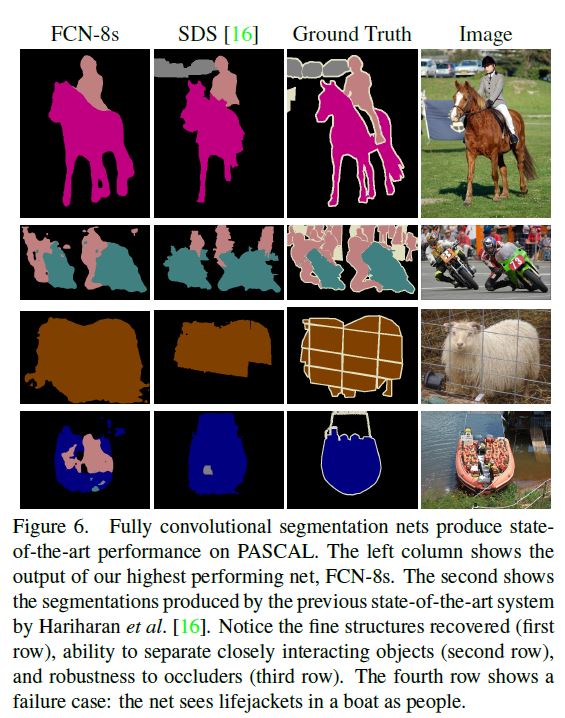 FCN-8s SDS [16] Ground Truth Image
Figure 6. Fully convolutional segmentation nets produce state-
of-the-art performance on PASCAL. The left column shows the
output of our highest performing net, FCN-8s. The second shows
the segmentations produced by the previous state-of-the-art system
by Hariharan et al. [16]. Notice the fine structures recovered (first
row), ability to separate closely interacting objects (second row),
and robustness to occluders (third row). The fourth row shows a
failure case: the net sees lifejackets in a boat as people.